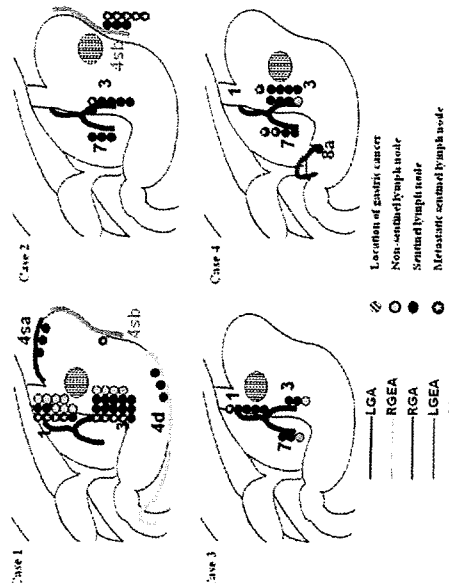 Case 1
4sa
1
3
4sb
4d
Case 2
4sb
3
7
Case 3
1
3
7
Case 4
1
3
7
8a
LGA
RGEA
RGA
LGEA
Location of gastric cancer
Non-sentinel lymph node
Sentinel lymph node
Metastatic sentinel lymph node